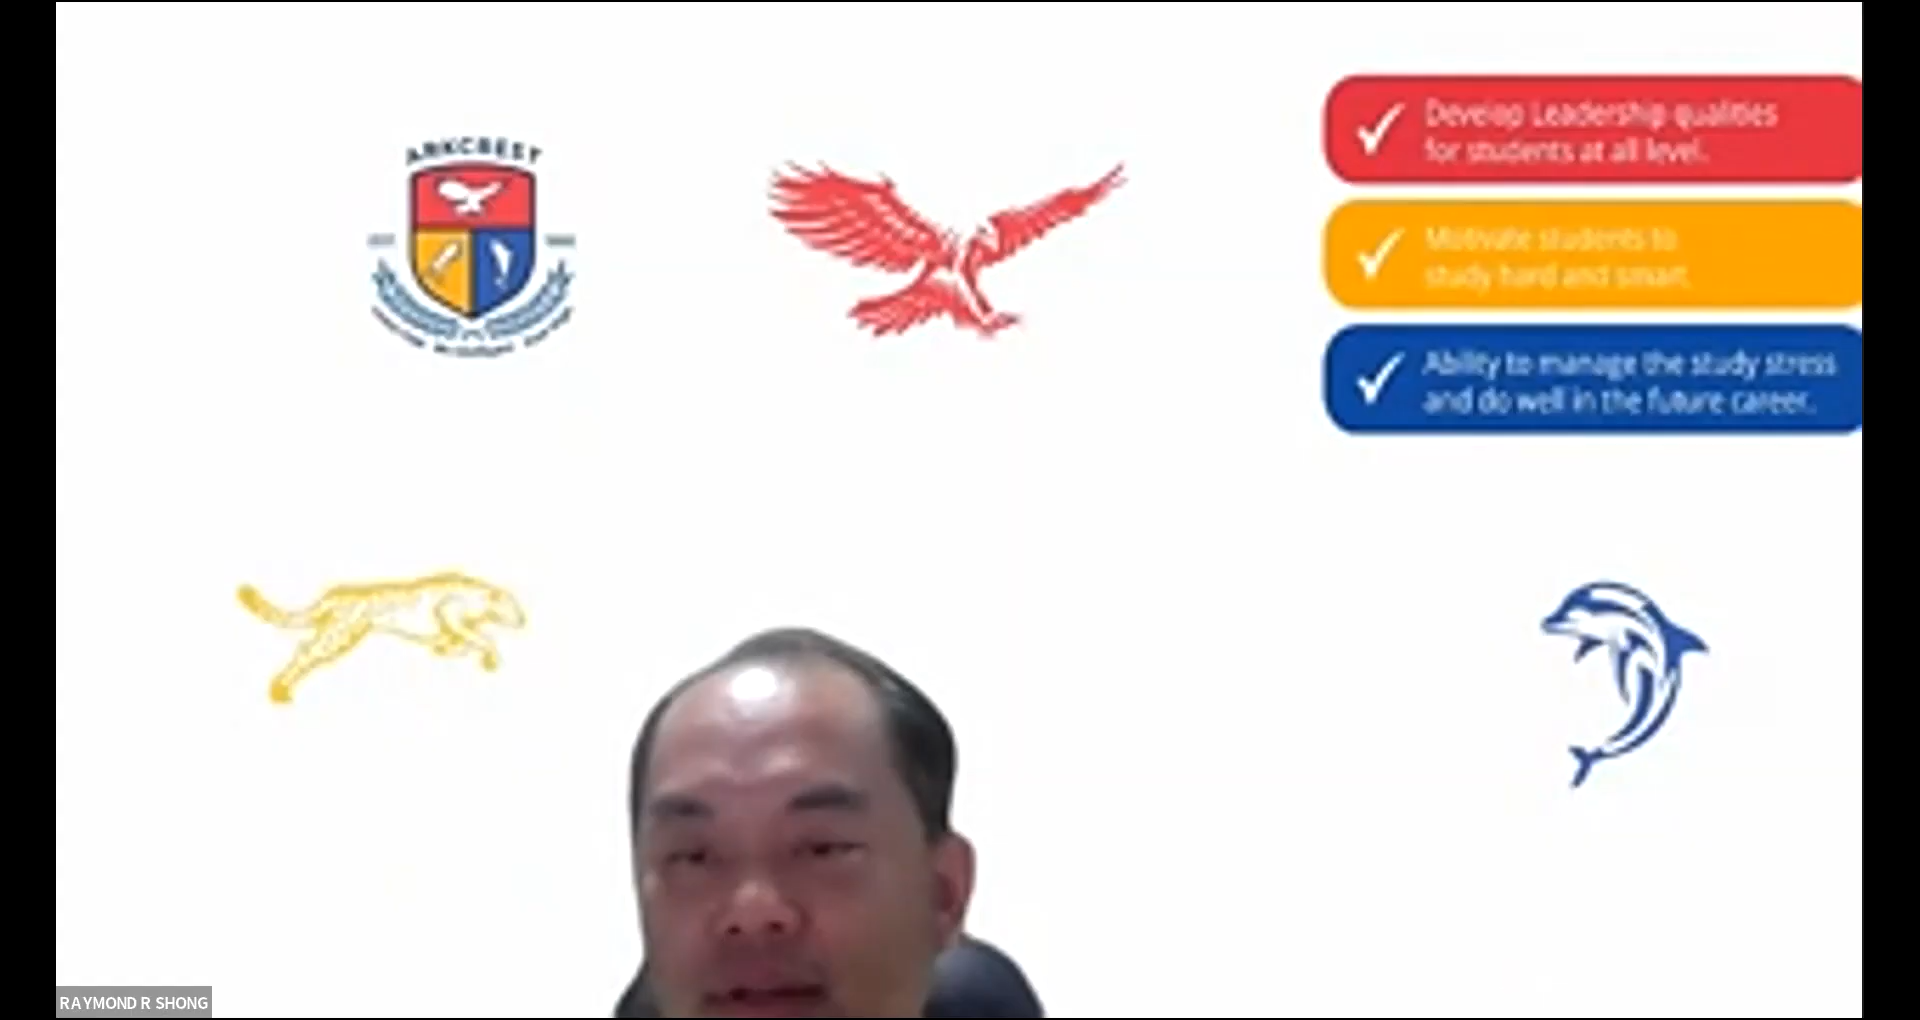 ARKCREST
Develop Leadership qualities
for students at all level.
Motivate students to
study hard and smart.
Ability to manage the study stress
and do well in the future career.
RAYMOND R SHONG